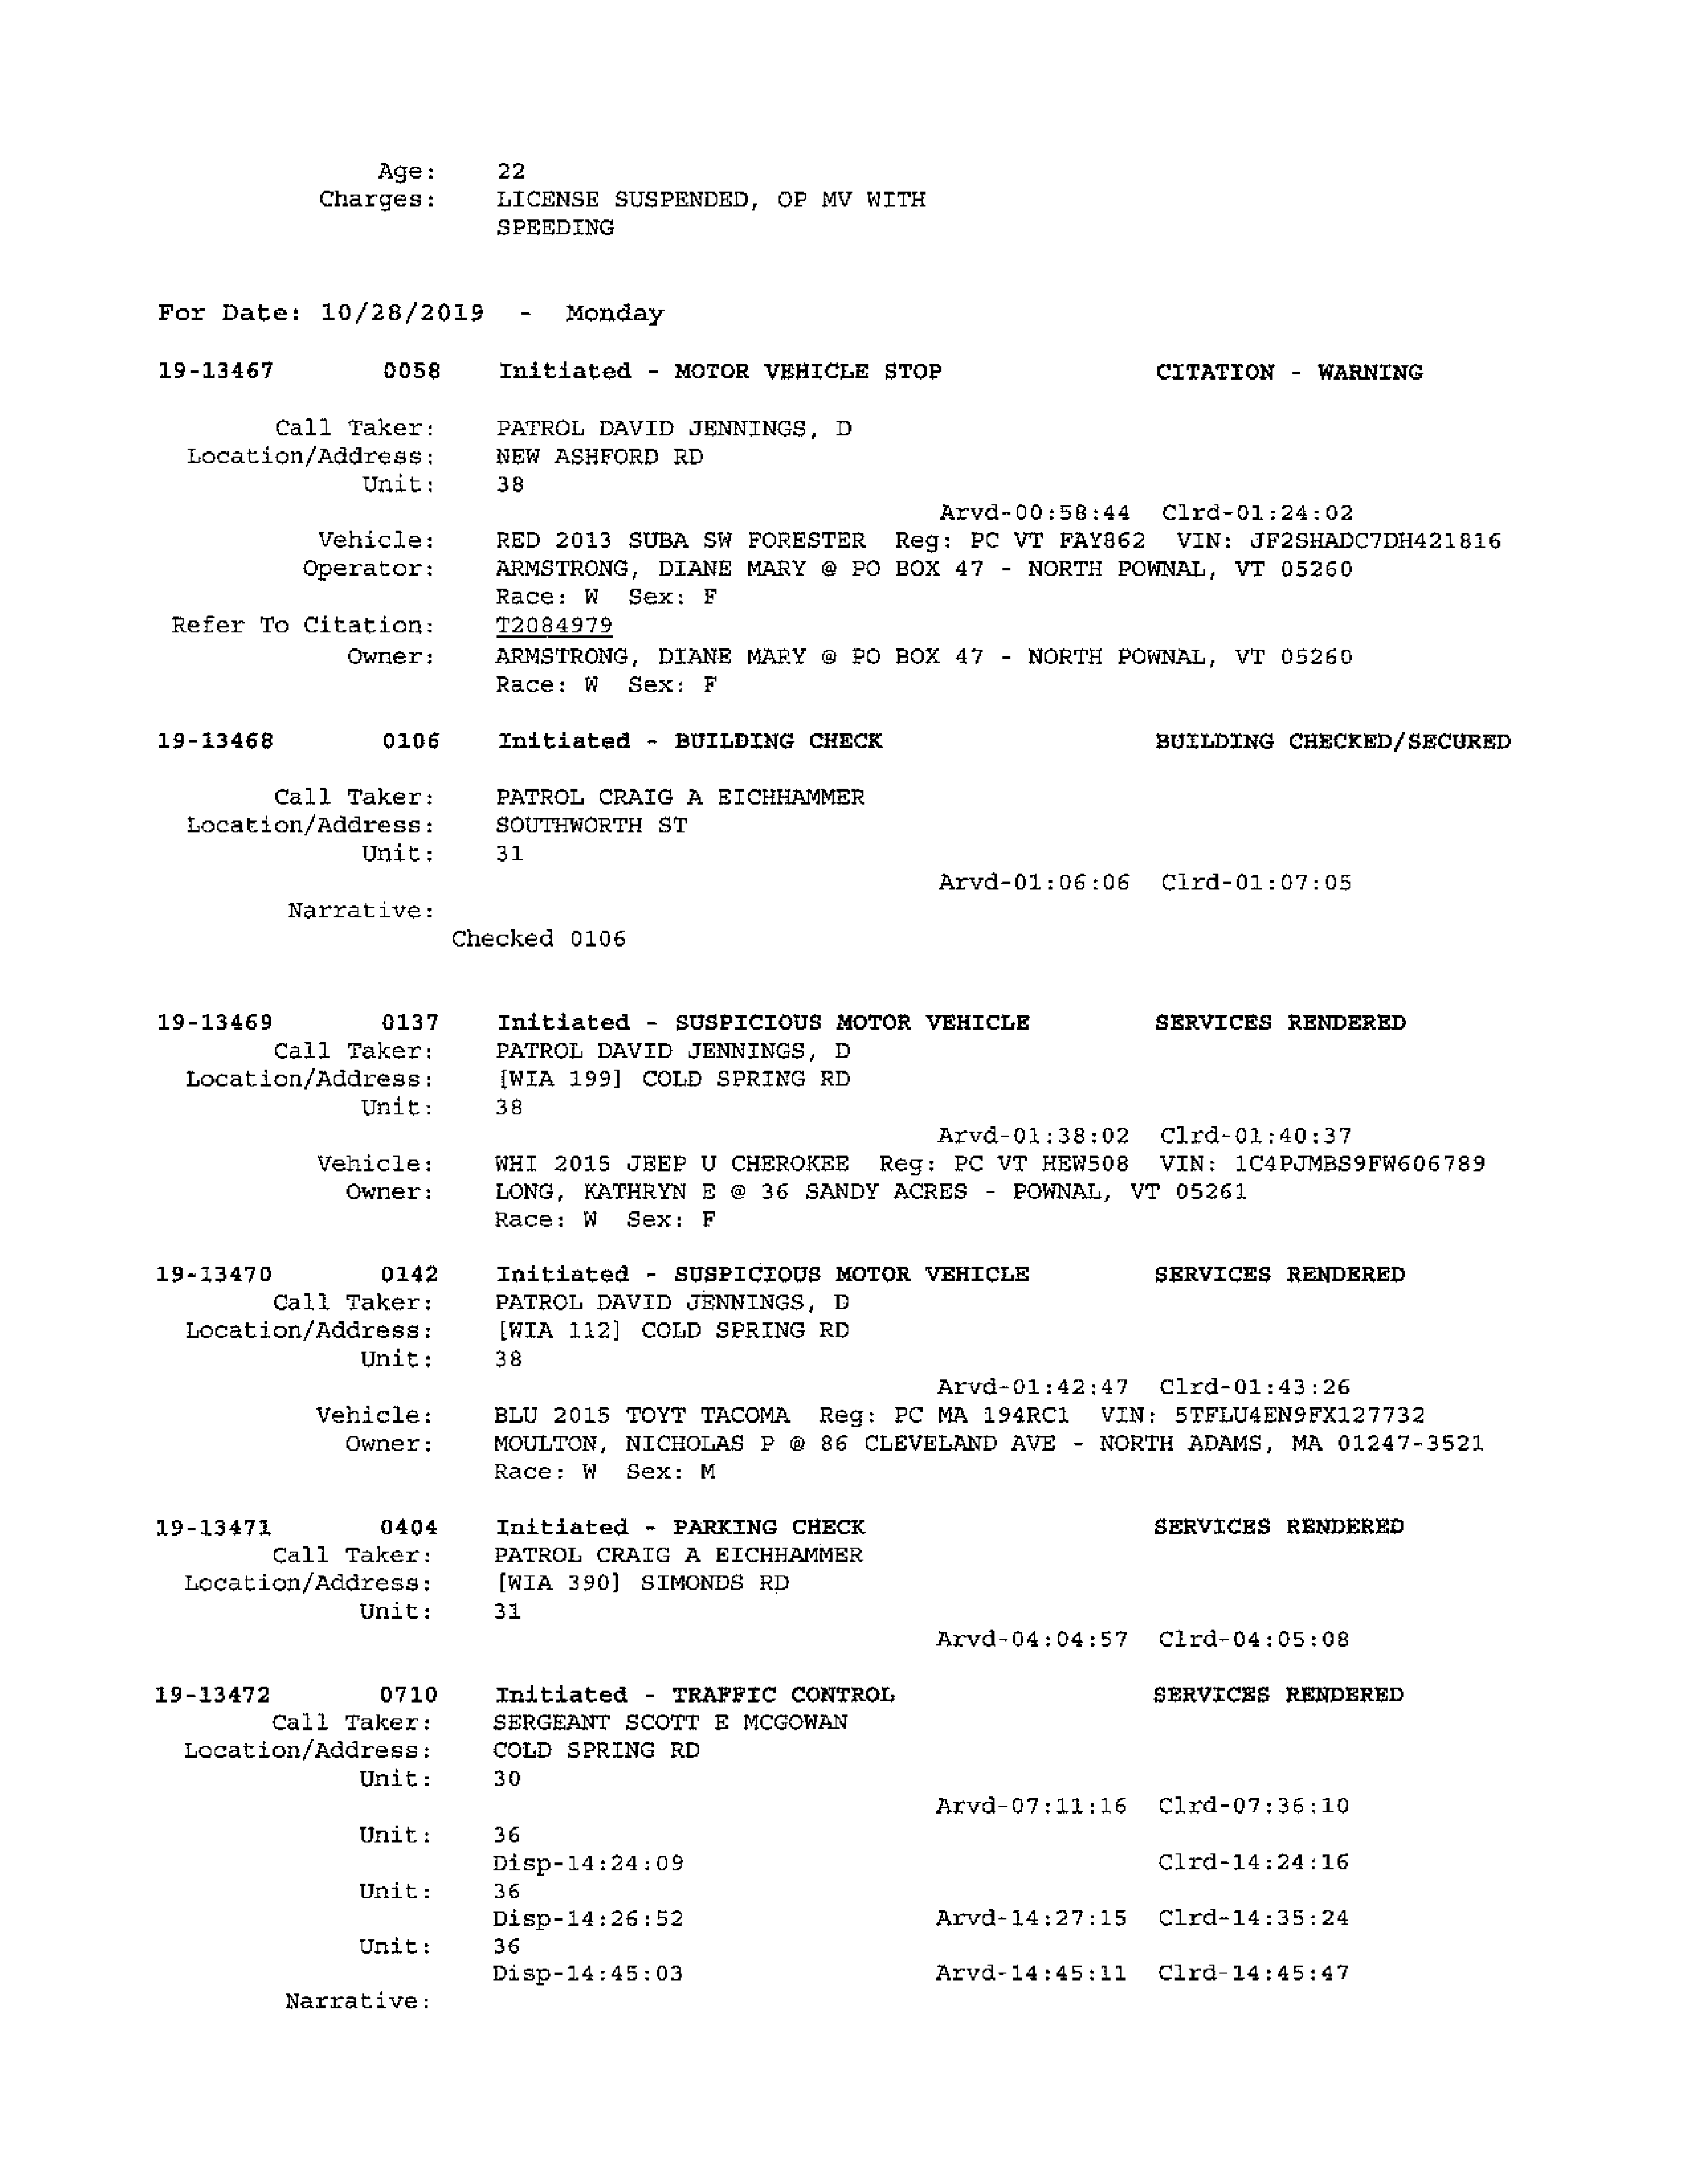 Age: 22
Charges: LICENSE SUSPENDED, OP MV WITH
SPEEDING
For Date: 10/28/2019 - Monday
19-13467 0058 Initiated - MOTOR VEHICLE STOP CITATION - WARNING
Call Taker: PATROL DAVID JENNINGS, D
Location/Address: NEW ASHFORD RD
Unit: 38
Arvd-00:58:44 Clrd-01:24:02
Vehicle: RED 2013 SUBA SW FORESTER Reg: PC VT FAY862 VIN: JF2SHADC7DH421816
Operator: ARMSTRONG, DIANE MARY @ PO BOX 47 - NORTH POWNAL, VT 05260
Race: W Sex: F
Refer To Citation: T2084979
Owner: ARMSTRONG, DIANE MARY @ PO BOX 47 - NORTH POWNAL, VT 05260
Race: W Sex: F
19-13468 0106 Initiated - BUILDING CHECK BUILDING CHECKED/SECURED
Call Taker: PATROL CRAIG A EICHHAMMER
Location/Address: SOUTHWORTH ST
Unit: 31
Arvd-01:06:06 Clrd-01:07:05
Narrative:
Checked 0106
19-13469 0137 Initiated - SUSPICIOUS MOTOR VEHICLE SERVICES RENDERED
Call Taker: PATROL DAVID JENNINGS, D
Location/Address: [WIA 199] COLD SPRING RD
Unit: 38
Arvd-01:38:02 Clrd-01:40:37
Vehicle: WHI 2015 JEEP U CHEROKEE Reg: PC VT HEW508 VIN: 1C4PJMBS9FW606789
Owner: LONG, KATHRYN E @ 36 SANDY ACRES - POWNAL, VT 05261
Race: W Sex: F
19-13470 0142 Initiated - SUSPICIOUS MOTOR VEHICLE SERVICES RENDERED
Call Taker: PATROL DAVID JENNINGS, D
Location/Address: [WIA 112] COLD SPRING RD
Unit: 38
Arvd-01:42:47 Clrd-01:43:26
Vehicle: BLU 2015 TOYT TACOMA Reg: PC MA 194RC1 VIN: 5TFLU4EN9FX127732
Owner: MOULTON, NICHOLAS P @ 86 CLEVELAND AVE - NORTH ADAMS, MA 01247-3521
Race: W Sex: M
19-13471 0404 Initiated - PARKING CHECK SERVICES RENDERED
Call Taker: PATROL CRAIG A EICHHAMMER
Location/Address: [WIA 390] SIMONDS RD
Unit: 31
Arvd-04:04:57 Clrd-04:05:08
19-13472 0710 Initiated - TRAFFIC CONTROL SERVICES RENDERED
Call Taker: SERGEANT SCOTT E MCGOWAN
Location/Address: COLD SPRING RD
Unit: 30
Arvd-07:11:16 Clrd-07:36:10
Unit: 36
Disp-14:24:09 Clrd-14:24:16
Unit: 36
Disp-14:26:52 Arvd-14:27:15 Clrd-14:35:24
Unit: 36
Disp-14:45:03 Arvd-14:45:11 Clrd-14:45:47
Narrative: